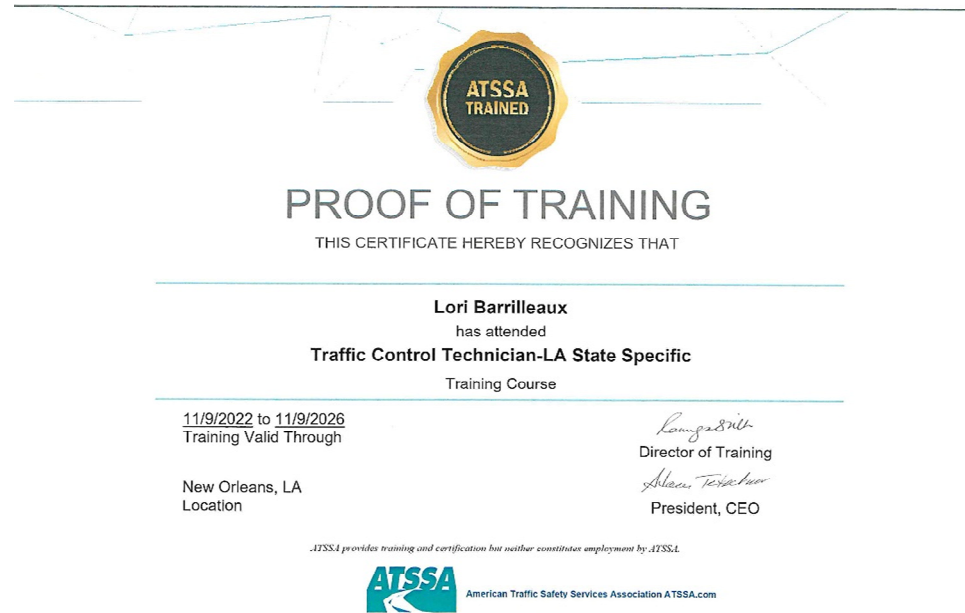 ATSSA
TRAINED
PROOF OF TRAINING
THIS CERTIFICATE HEREBY RECOGNIZES THAT
Lori Barrilleaux
has attended
Traffic Control Technician-LA State Specific
Training Course
11/9/2022 to 11/9/2026
Training Valid Through
Director of Training
New Orleans, LA
Location
President, CEO
ATSSA provides training and certification but neither constitutes employment by ATSSA.
ATSSA
American Traffic Safety Services Association ATSSA.com